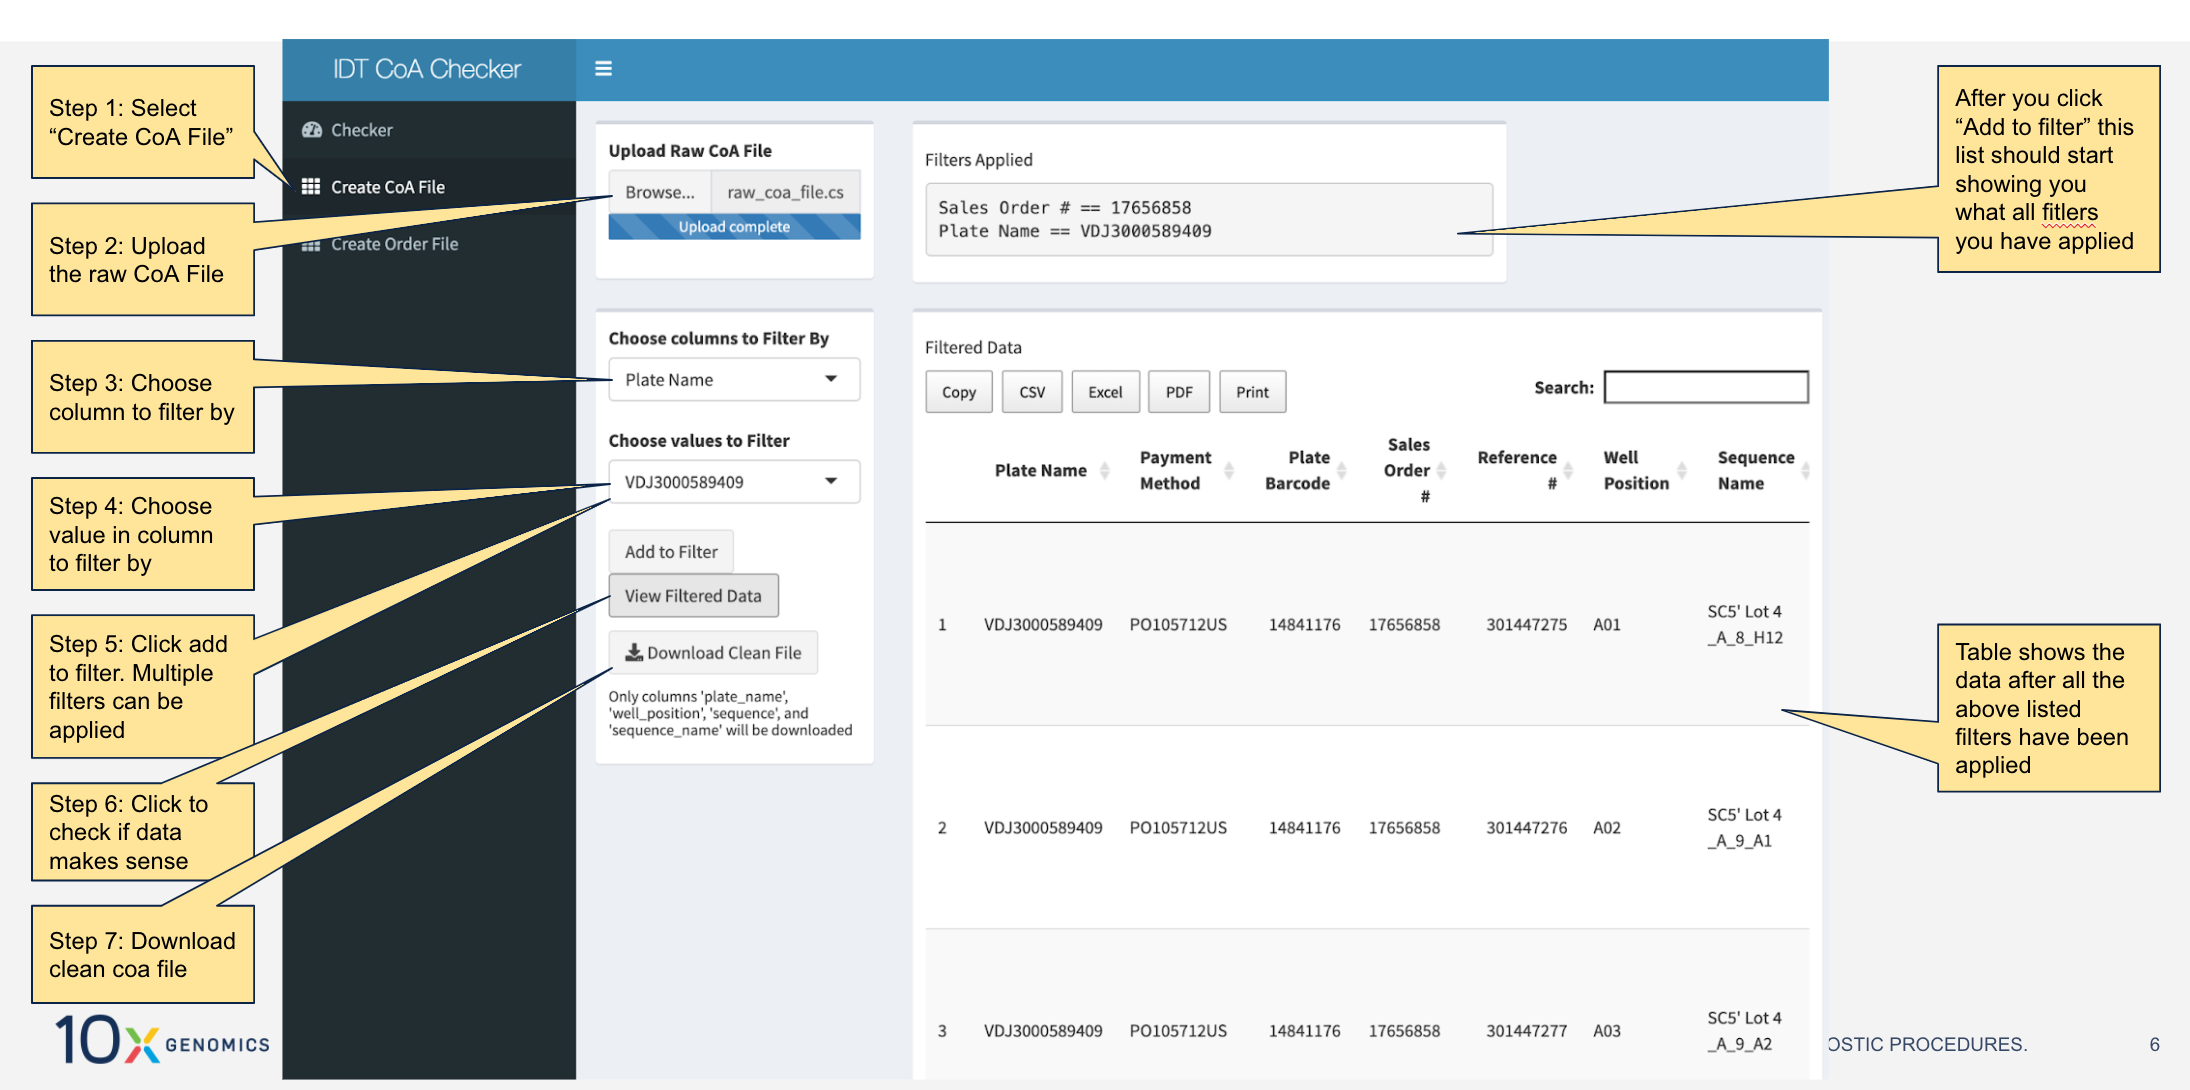 Step 1: Select
“Create CoA File”
Step 2: Upload
the raw CoA File
Step 3: Choose
column to filter by
Step 4: Choose
value in column
to filter by
Step 5: Click add
to filter. Multiple
filters can be
applied
Step 6: Click to
check if data
makes sense
Step 7: Download
clean coa file
10X GENOMICS
IDT CoA Checker
Checker
Create CoA File
Create Order File
Upload Raw CoA File
Browse... raw_coa_file.cs
Upload complete
Choose columns to Filter By
Plate Name
Choose values to Filter
VDJ3000589409
Add to Filter
View Filtered Data
Download Clean File
Only columns 'plate_name',
'well_position', 'sequence', and
'sequence_name' will be downloaded
Filters Applied
Sales Order # == 17656858
Plate Name == VDJ3000589409
Filtered Data
Copy CSV Excel PDF Print Search:
Plate Name Payment Method Plate Barcode Sales Order # Reference # Well Position Sequence Name
1 VDJ3000589409 PO105712US 14841176 17656858 301447275 A01 SC5' Lot 4
_A_8_H12
2 VDJ3000589409 PO105712US 14841176 17656858 301447276 A02 SC5' Lot 4
_A_9_A1
3 VDJ3000589409 PO105712US 14841176 17656858 301447277 A03 SC5' Lot 4
_A_9_A2
After you click
“Add to filter” this
list should start
showing you
what all fitlers
you have applied
Table shows the
data after all the
above listed
filters have been
applied
OSTIC PROCEDURES.
6